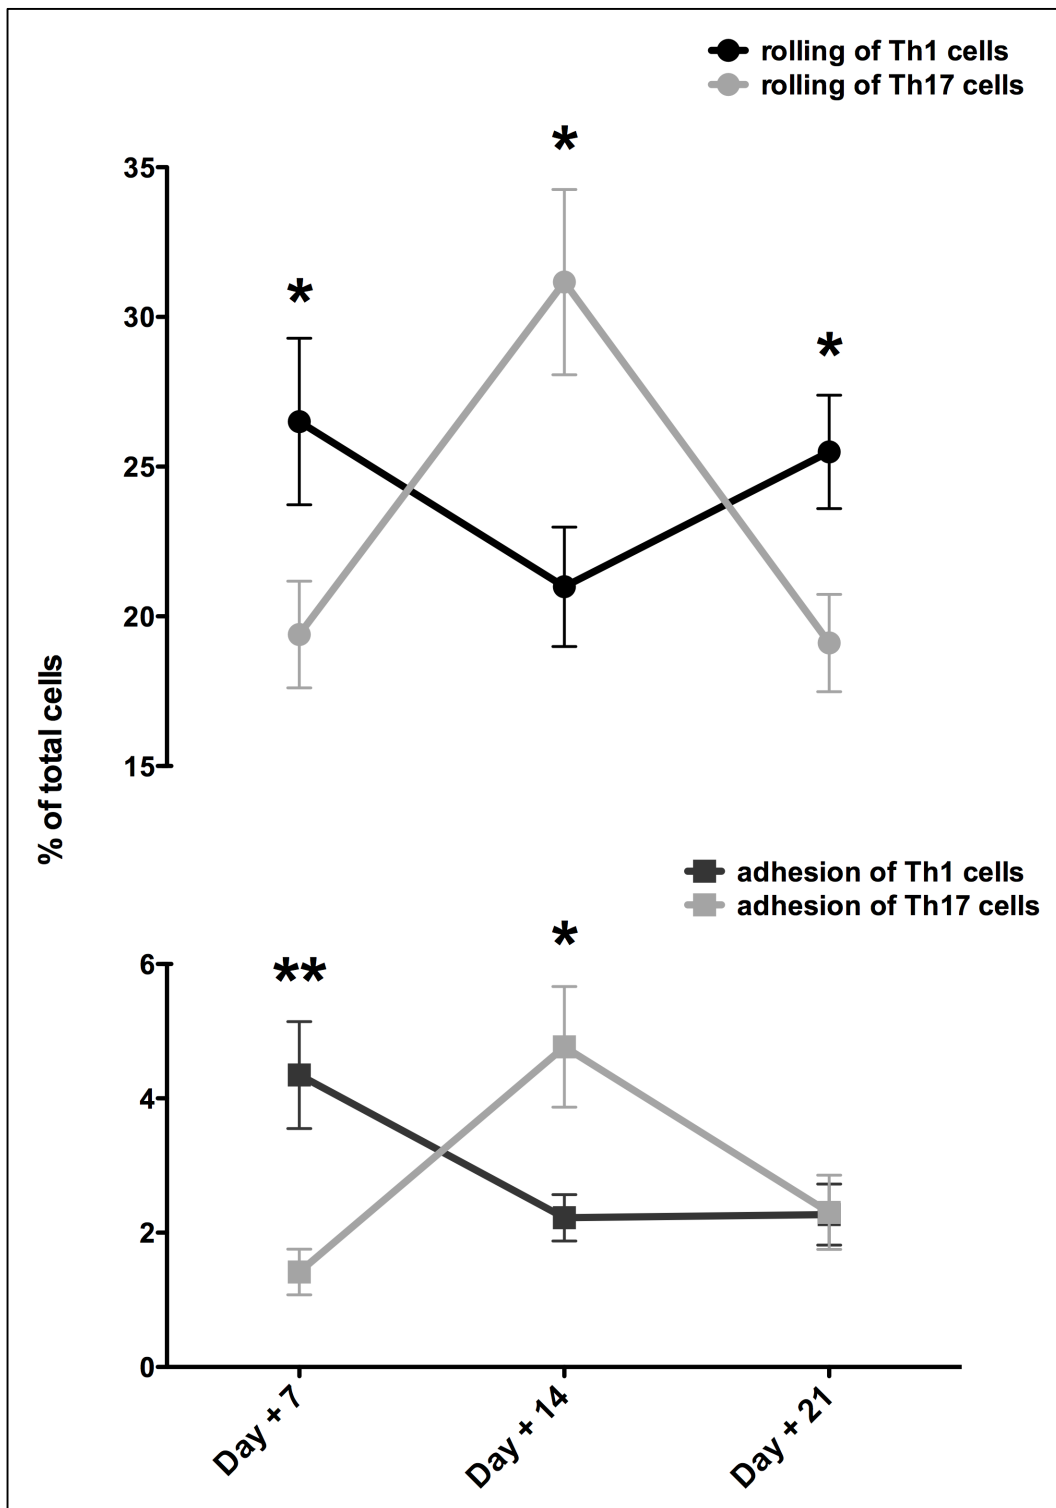 rolling of Th1 cells
rolling of Th17 cells
*
35
*
30
*
25
20
15
% of total cells
adhesion of Th1 cells
adhesion of Th17 cells
*
6
**
4
2
0
Day + 7
Day + 14
Day + 21